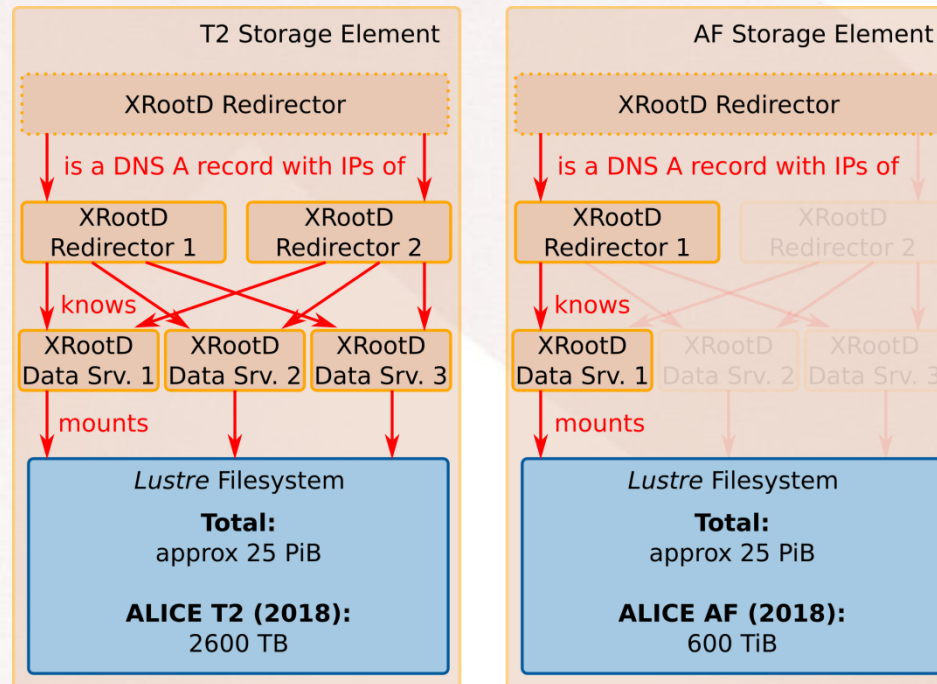 T2 Storage Element
XRootD Redirector
is a DNS A record with IPs of
XRootD
Redirector 1
XRootD
Redirector 2
knows
XRootD
Data Srv. 1
XRootD
Data Srv. 2
XRootD
Data Srv. 3
mounts
Lustre Filesystem
Total:
approx 25 PiB
ALICE T2 (2018):
2600 TB
AF Storage Element
XRootD Redirector
is a DNS A record with IPs of
XRootD
Redirector 1
XRootD
Redirector 2
knows
XRootD
Data Srv. 1
XRootD
Data Srv. 2
XRootD
Data Srv. 3
mounts
Lustre Filesystem
Total:
approx 25 PiB
ALICE AF (2018):
600 TiB